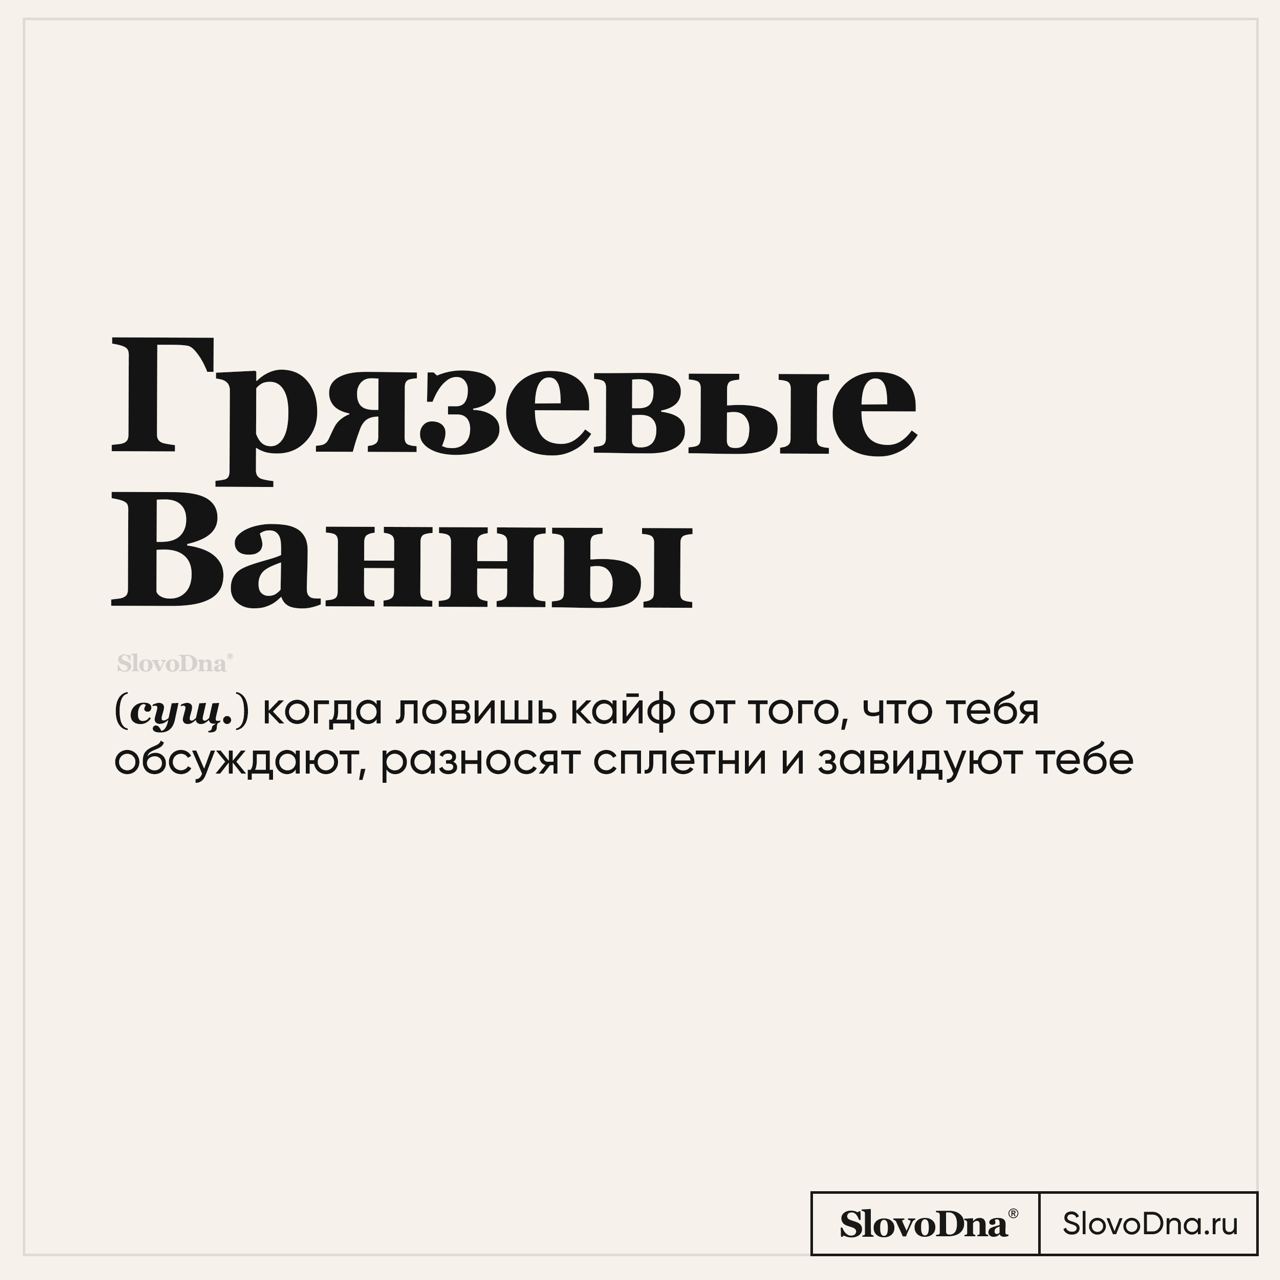 Грязевые
Ванны
SlovoDna®
(сущ.) когда ловишь кайф от того, что тебя
обсуждают, разносят сплетни и завидуют тебе
SlovoDna® SlovoDna.ru